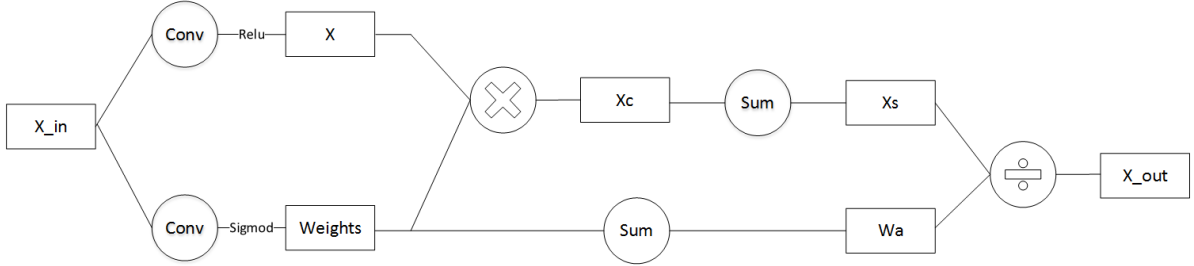 X_in
Conv
Relu
X
Conv
Sigmod
Weights
Xc
Sum
Xs
Sum
Wa
X_out